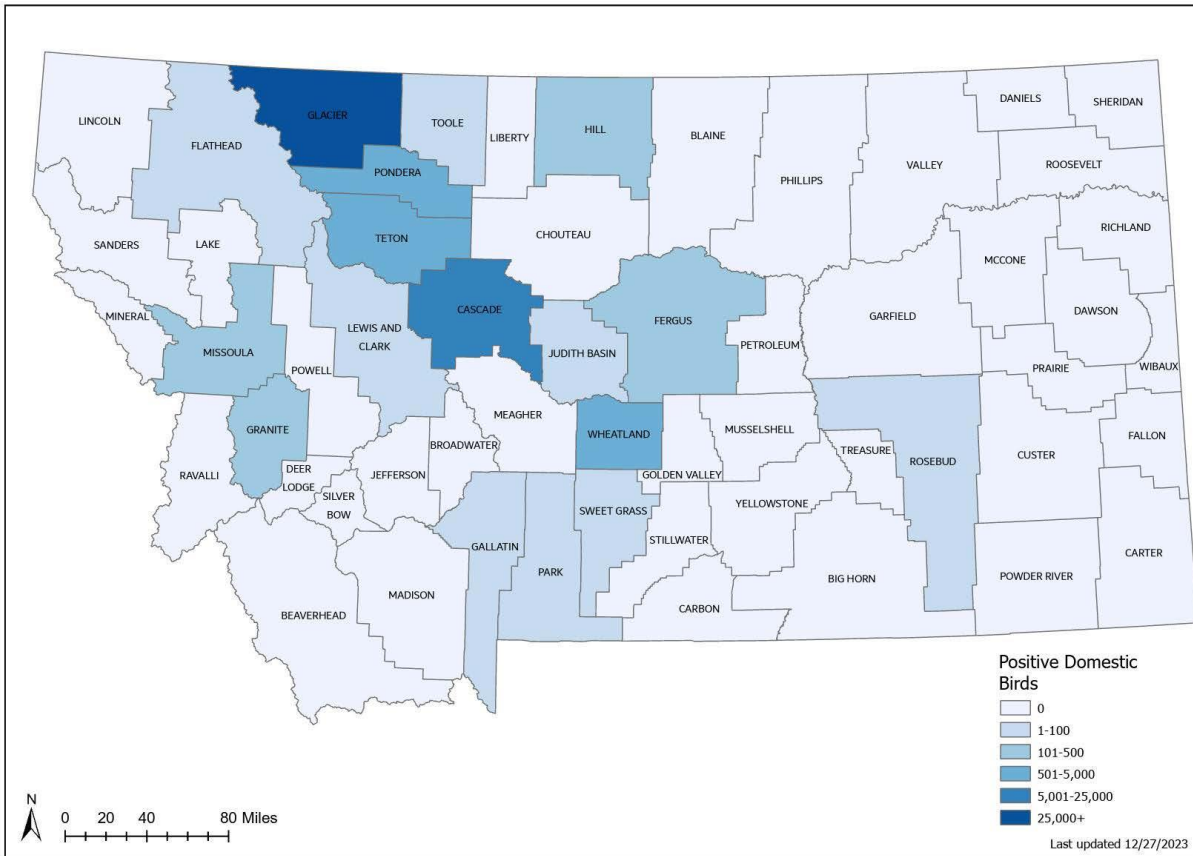 DANIELS
SHERIDAN
LINCOLN
GLACIER
TOOLE
LIBERTY
HILL
BLAINE
FLATHEAD
VALLEY
ROOSEVELT
PONDERA
PHILLIPS
RICHLAND
SANDERS
LAKE
TETON
CHOUTEAU
MCCONE
MINERAL
CASCADE
FERGUS
GARFIELD
DAWSON
LEWIS AND
CLARK
MISSOULA
POWELL
JUDITH BASIN
PETROLEUM
PRAIRIE
WIBAUX
MEAGHER
GRANITE
BROADWATER
WHEATLAND
MUSSELSHELL
TREASURE
ROSEBUD
CUSTER
FALLON
RAVALLI
DEER
LODGE
JEFFERSON
GOLDEN VALLEY
SILVER
BOW
SWEET GRASS
YELLOWSTONE
STILLWATER
GALLATIN
PARK
CARTER
POWDER RIVER
BIG HORN
MADISON
CARBON
BEAVERHEAD
Positive Domestic
Birds
0
1-100
101-500
501-5,000
5,001-25,000
25,000+
N
0 20 40 80 Miles
Last updated 12/27/2023